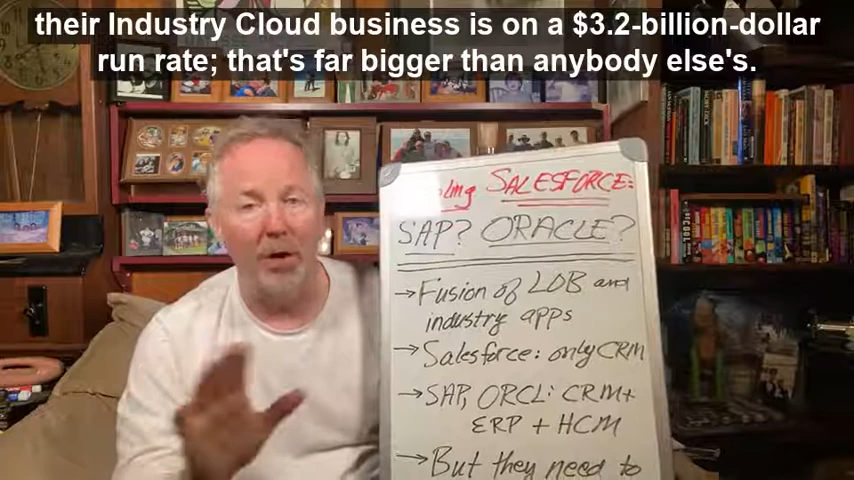 their Industry Cloud business is on a $3.2-billion-dollar
run rate; that's far bigger than anybody else's.
SALESFORCE:
SAP? ORACLE?
→Fusion of LOB and
industry apps
→Salesforce: only CRM
→SAP, ORCL: CRM+
ERP + HCM
→But they need to